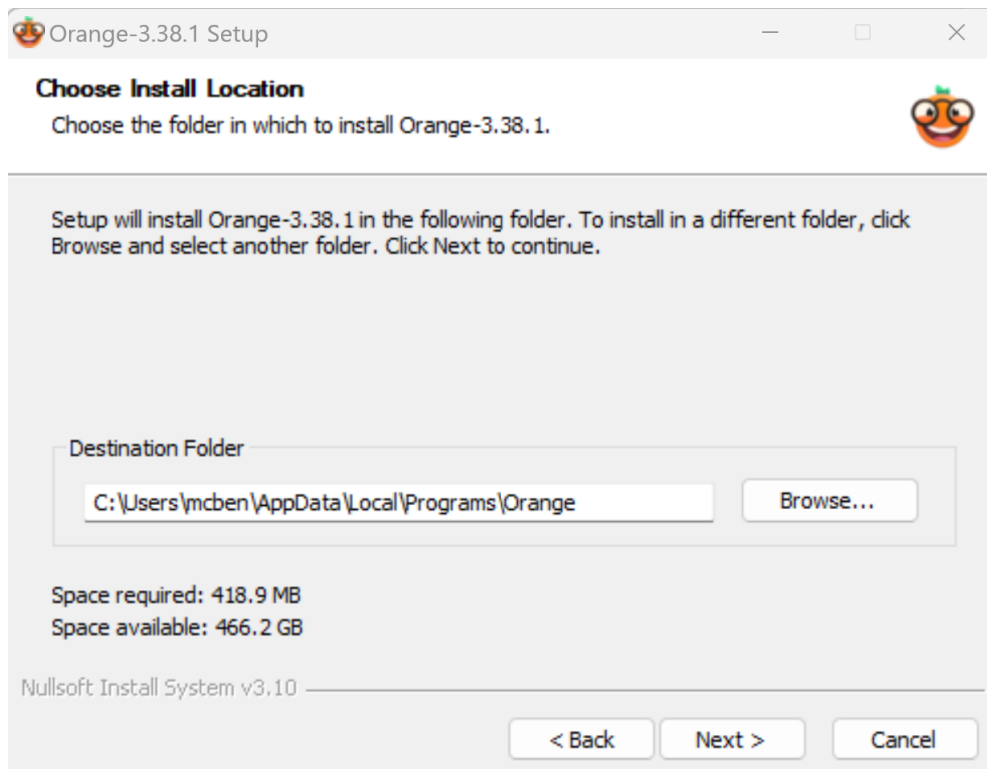 Orange-3.38.1 Setup
Choose Install Location
Choose the folder in which to install Orange-3.38.1.
Setup will install Orange-3.38.1 in the following folder. To install in a different folder, click
Browse and select another folder. Click Next to continue.
Destination Folder
C:\Users\mcben\AppData\Local\Programs\Orange
Browse...
Space required: 418.9 MB
Space available: 466.2 GB
Nullsoft Install System v3.10
< Back
Next >
Cancel